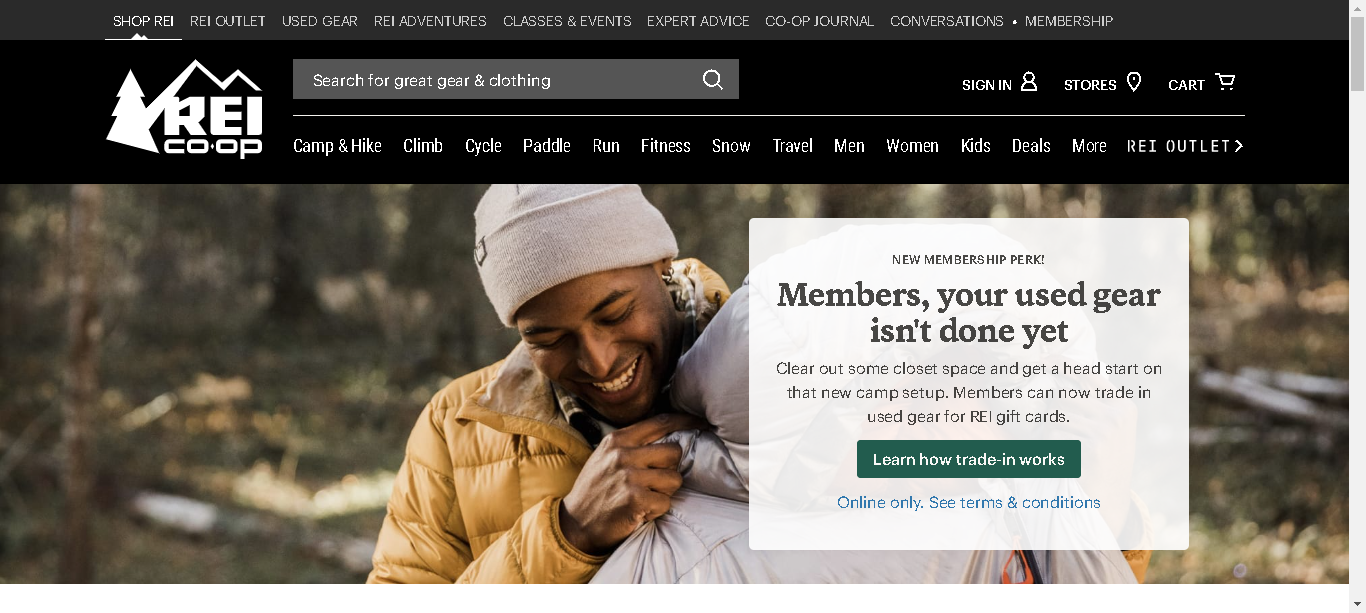 SHOP REI REI OUTLET USED GEAR REI ADVENTURES CLASSES & EVENTS EXPERT ADVICE CO-OP JOURNAL CONVERSATIONS • MEMBERSHIP
REI
CO·OP
Search for great gear & clothing
SIGN IN STORES CART
Camp & Hike Climb Cycle Paddle Run Fitness Snow Travel Men Women Kids Deals More REI OUTLET
NEW MEMBERSHIP PERK!
Members, your used gear
isn't done yet
Clear out some closet space and get a head start on
that new camp setup. Members can now trade in
used gear for REI gift cards.
Learn how trade-in works
Online only. See terms & conditions